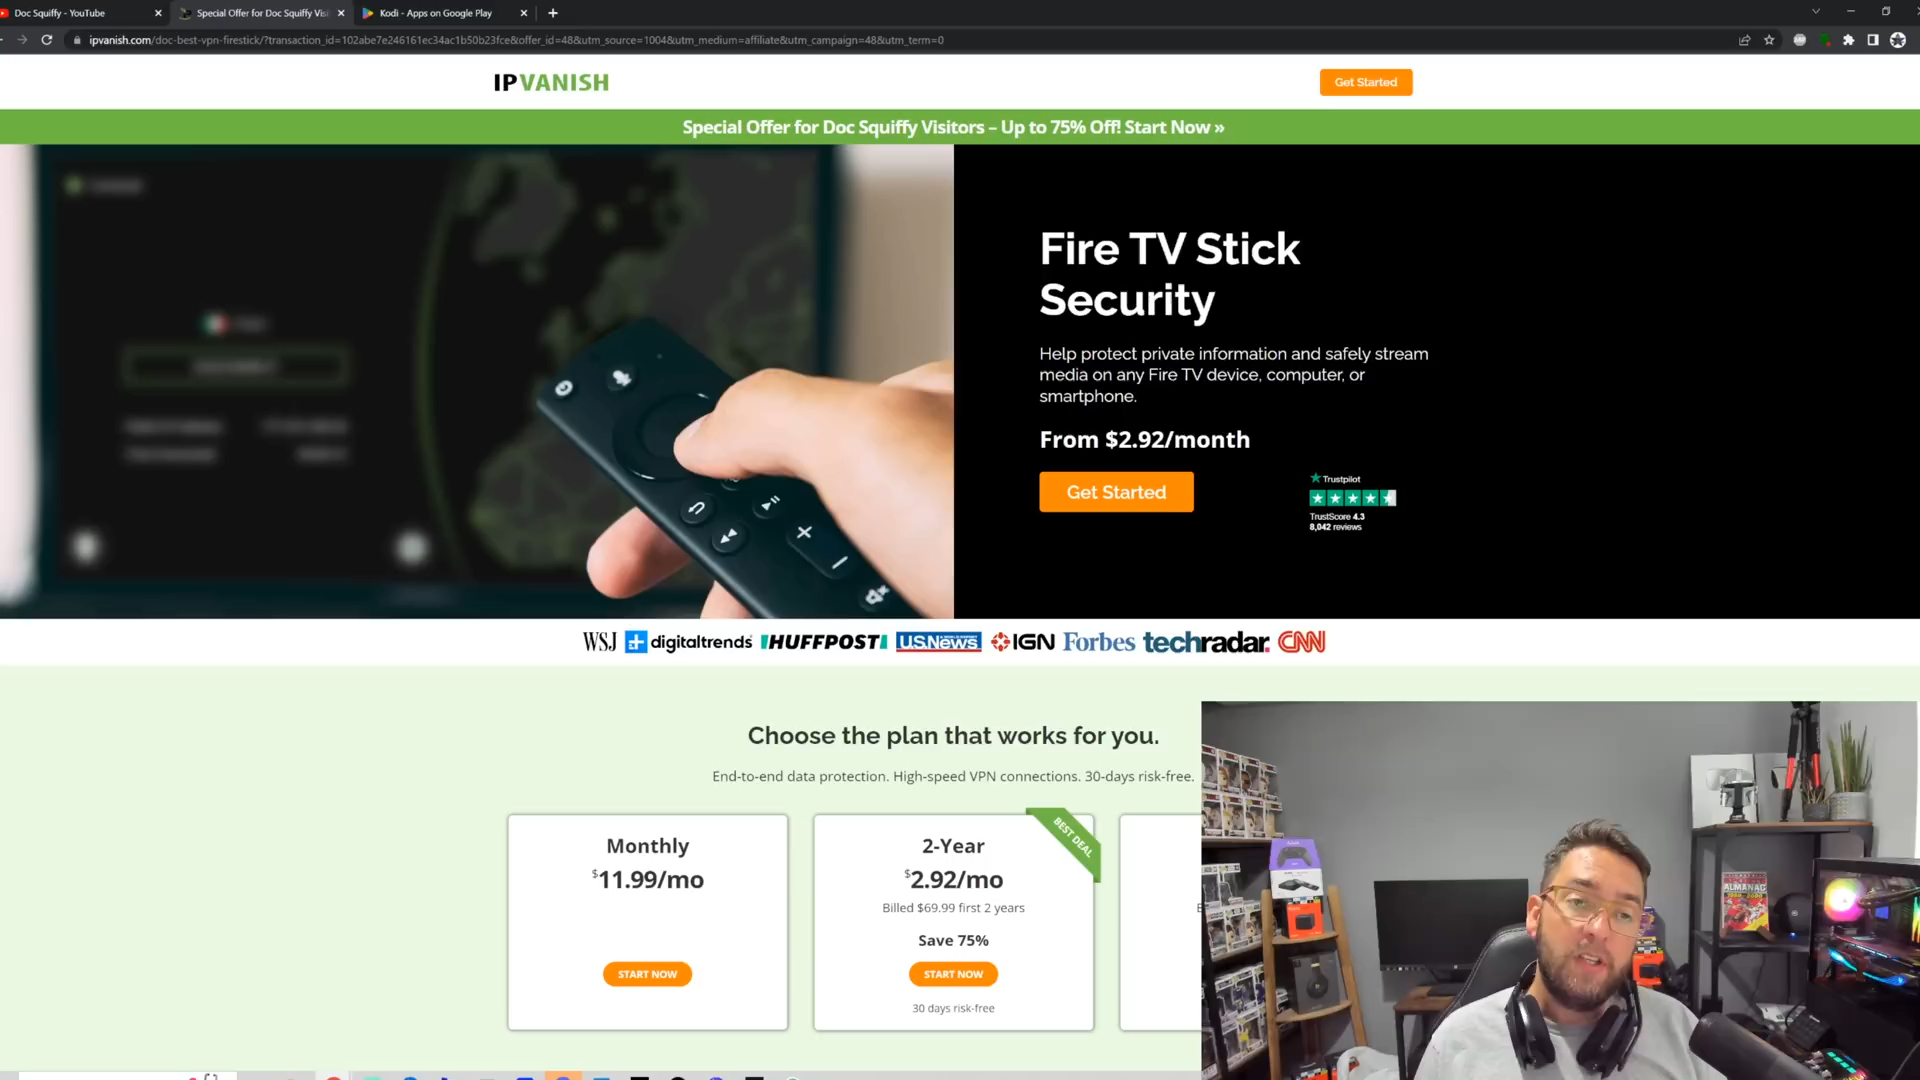 Doc Squiffy - YouTube
Special Offer for Doc Squiffy Visi
Kodi - Apps on Google Play
ipvanish.com/doc-best-vpn-firestick/?transaction_id=102abe7e246161ec34ac1b50b23fce&offer_id=48&utm_source=1004&utm_medium=affiliate&utm_campaign=48&utm_term=0
IPVANISH
Get Started
Special Offer for Doc Squiffy Visitors – Up to 75% Off! Start Now »
Fire TV Stick
Security
Help protect private information and safely stream
media on any Fire TV device, computer, or
smartphone.
From $2.92/month
Get Started
Trustpilot
TrustScore 4.3
8,042 reviews
WSJ digitaltrends HUFFPOST U.S.News IGN Forbes techradar. CNN
Choose the plan that works for you.
End-to-end data protection. High-speed VPN connections. 30-days risk-free.
Monthly
$11.99/mo
START NOW
BEST DEAL
2-Year
$2.92/mo
Billed $69.99 first 2 years
Save 75%
START NOW
30 days risk-free
ALMANAC